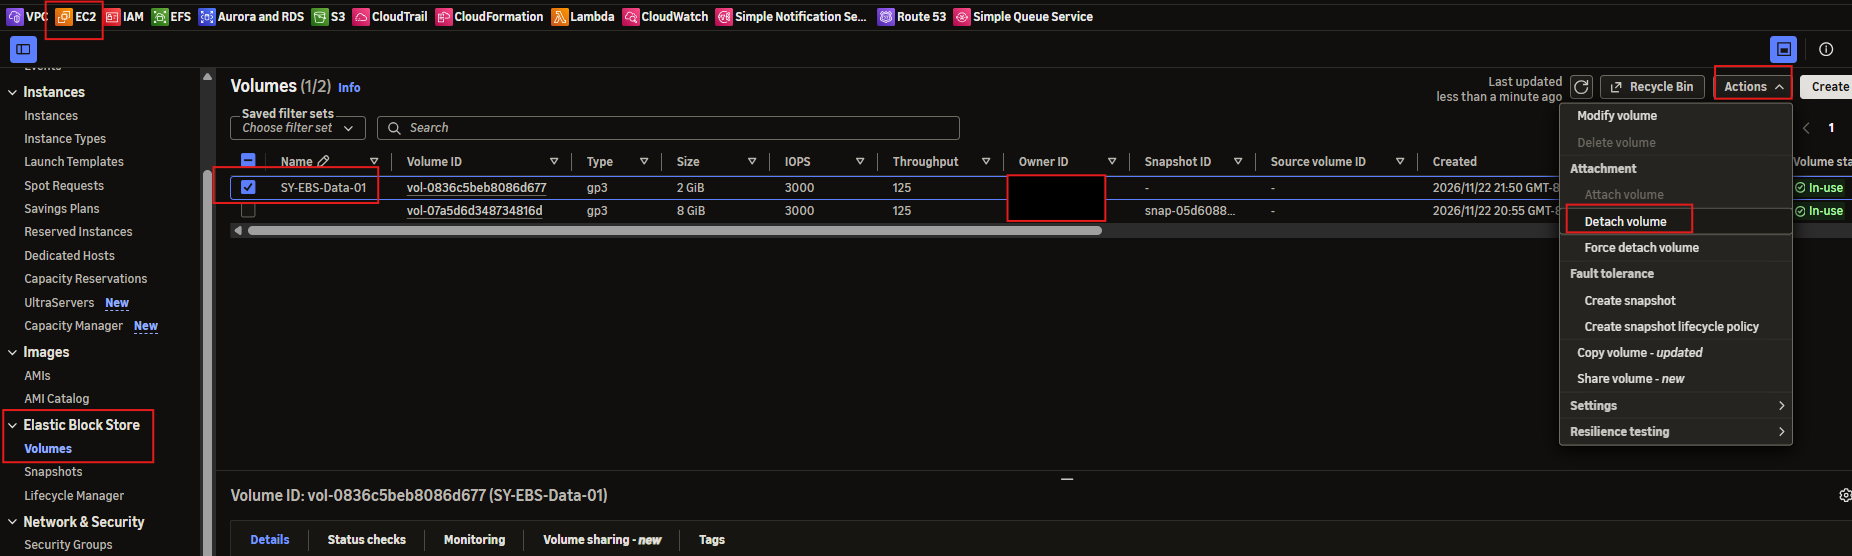 VPC EC2 IAM EFS Aurora and RDS S3 CloudTrail CloudFormation Lambda CloudWatch Simple Notification Se... Route 53 Simple Queue Service
Events
Instances
Instances
Instance Types
Launch Templates
Spot Requests
Savings Plans
Reserved Instances
Dedicated Hosts
Capacity Reservations
UltraServers New
Capacity Manager New
Images
AMIs
AMI Catalog
Elastic Block Store
Volumes
Snapshots
Lifecycle Manager
Network & Security
Security Groups
Volumes (1/2) Info
Last updated
less than a minute ago
Recycle Bin
Actions
Create
Saved filter sets
Choose filter set
Search
1
Name Volume ID Type Size IOPS Throughput Owner ID Snapshot ID Source volume ID Created Volume sta
SY-EBS-Data-01 vol-0836c5beb8086d677 gp3 2 GiB 3000 125 - - 2026/11/22 21:50 GMT-8 In-use
vol-07a5d6d348734816d gp3 8 GiB 3000 125 snap-05d6088... - 2026/11/22 20:55 GMT-8 In-use
Modify volume
Delete volume
Attachment
Attach volume
Detach volume
Force detach volume
Fault tolerance
Create snapshot
Create snapshot lifecycle policy
Copy volume - updated
Share volume - new
Settings
Resilience testing
Volume ID: vol-0836c5beb8086d677 (SY-EBS-Data-01)
Details Status checks Monitoring Volume sharing - new Tags